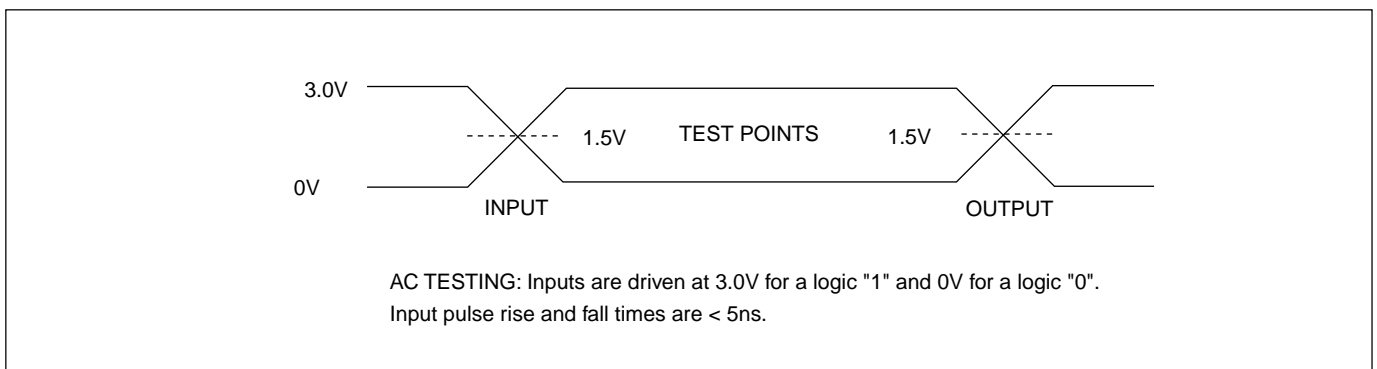 3.0V
1.5V TEST POINTS 1.5V
0V
INPUT OUTPUT
AC TESTING: Inputs are driven at 3.0V for a logic "1" and 0V for a logic "0".
Input pulse rise and fall times are < 5ns.